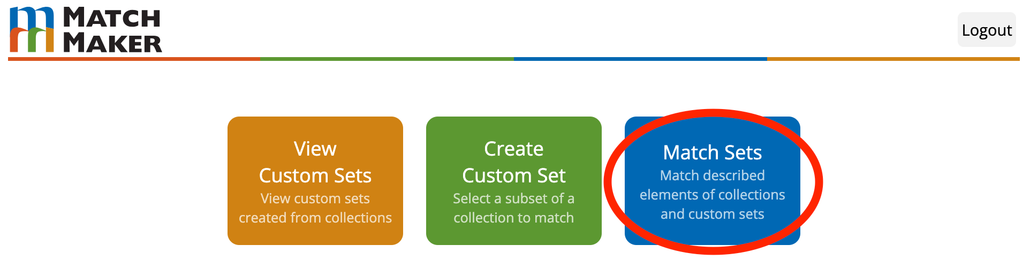 MATCH
MAKER
Logout
View
Custom Sets
View custom sets
created from collections
Create
Custom Set
Select a subset of a
collection to match
Match Sets
Match described
elements of collections
and custom sets